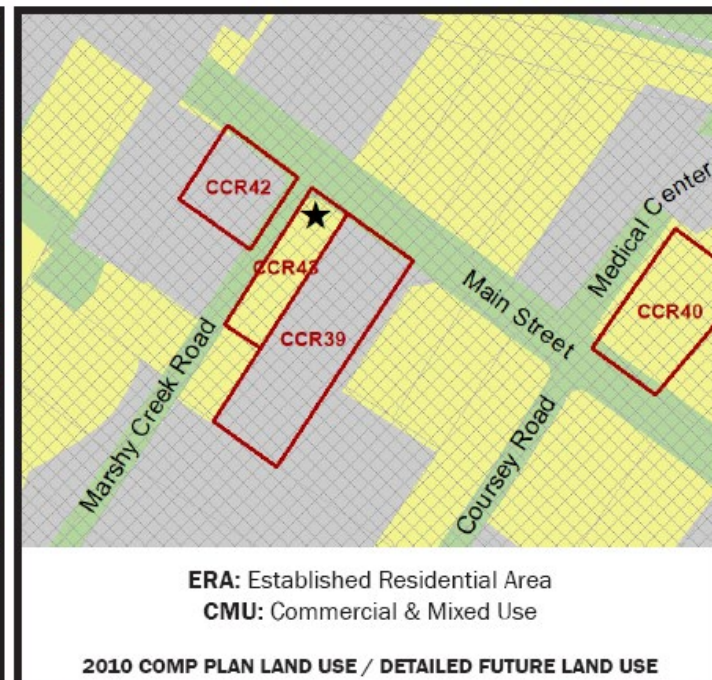 CCR42
Medical Center
CCR43
CCR40
Main Street
CCR39
Marshy Creek Road
Coursey Road
ERA: Established Residential Area
CMU: Commercial & Mixed Use
2010 COMP PLAN LAND USE / DETAILED FUTURE LAND USE